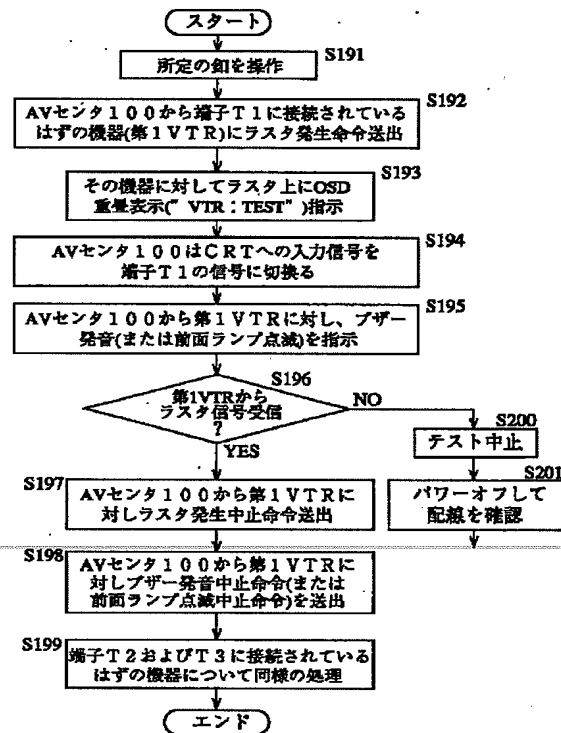 スタート
S191
所定の釦を操作
S192
AVセンタ100から端子T1に接続されている
はずの機器(第1VTR)にラスタ発生命令送出
S193
その機器に対してラスタ上にOSD
重畳表示("VTR:TEST")指示
S194
AVセンタ100はCRTへの入力信号を
端子T1の信号に切換る
S195
AVセンタ100から第1VTRに対し、ブザー
発音(または前面ランプ点滅)を指示
S196
第1VTRから
ラスタ信号受信
?
NO
YES
S200
テスト中止
S201
パワーオフして
配線を確認
S197
AVセンタ100から第1VTRに
対しラスタ発生中止命令送出
S198
AVセンタ100から第1VTRに
対しブザー発音中止命令(または
前面ランプ点滅中止命令)を送出
S199
端子T2およびT3に接続されている
はずの機器について同様の処理
エンド